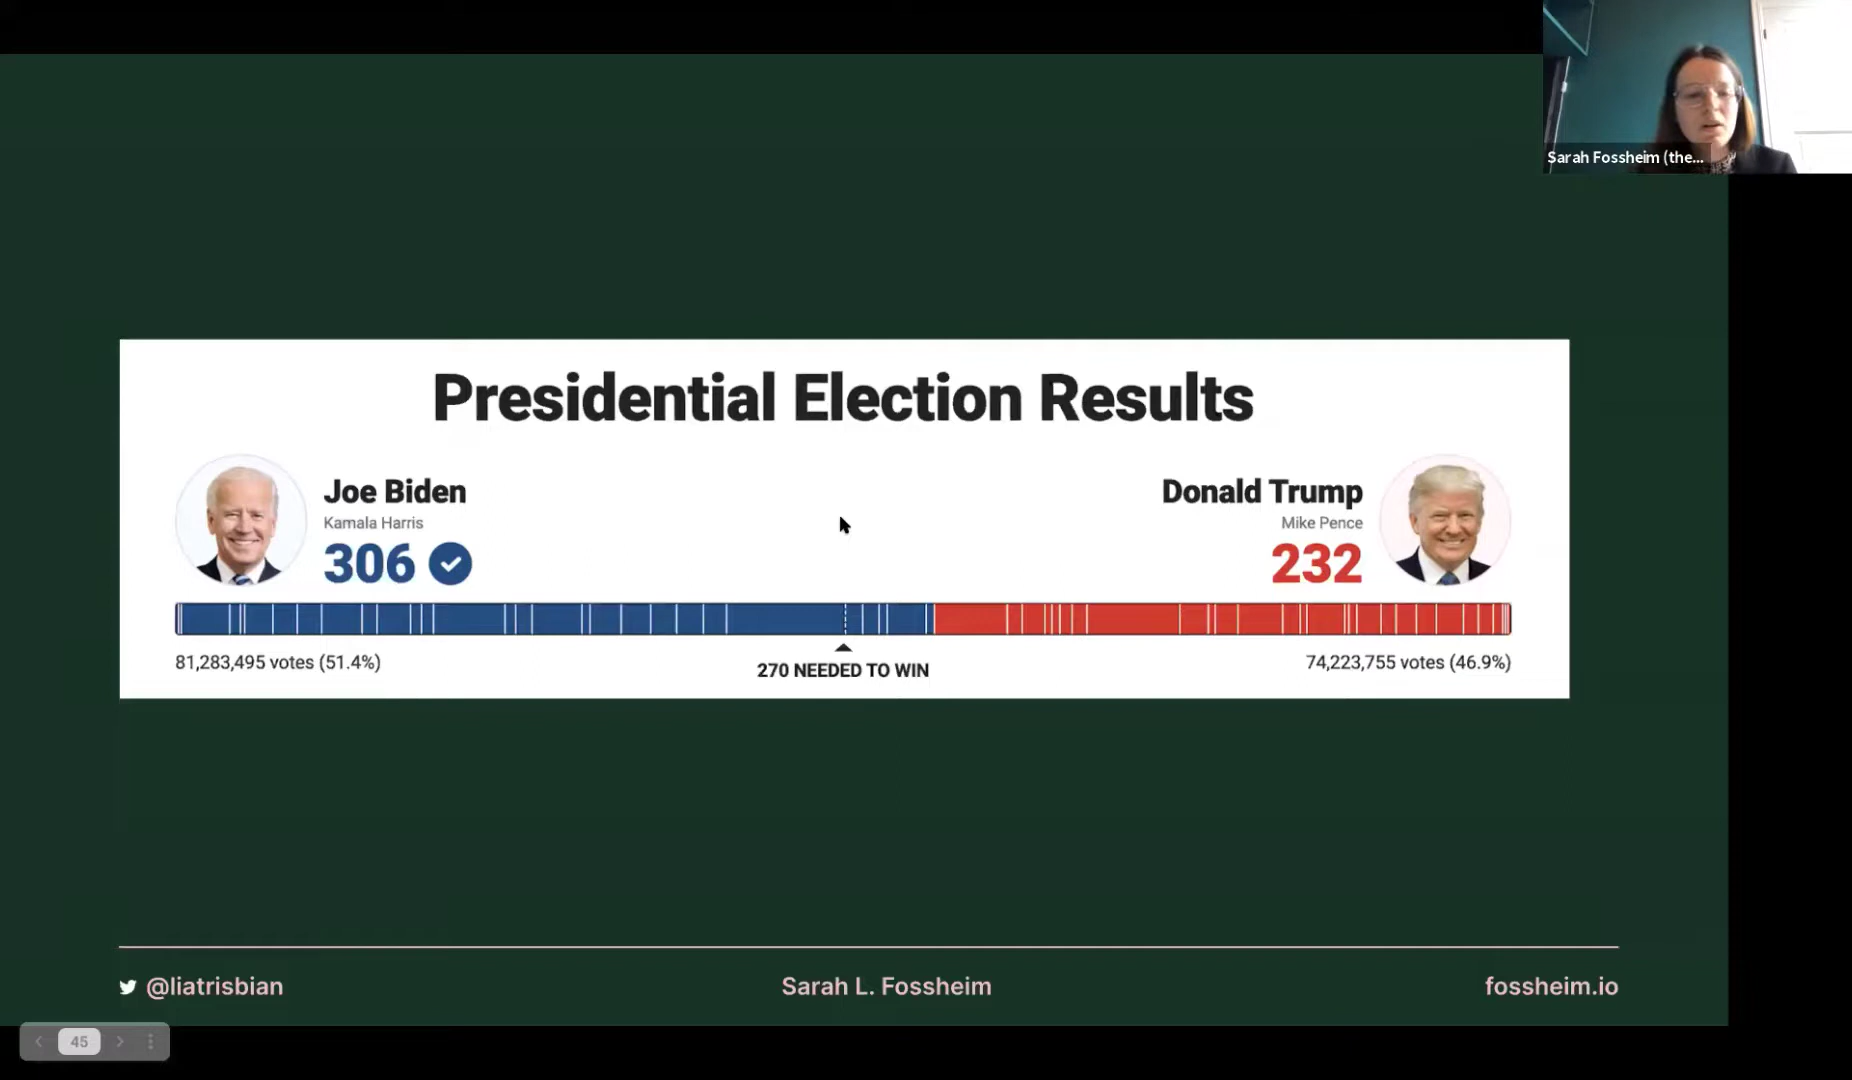 Sarah Fossheim (the...
Presidential Election Results
Joe Biden
Kamala Harris
306
Donald Trump
Mike Pence
232
81,283,495 votes (51.4%)
270 NEEDED TO WIN
74,223,755 votes (46.9%)
@liatrisbian
Sarah L. Fossheim
fossheim.io
45